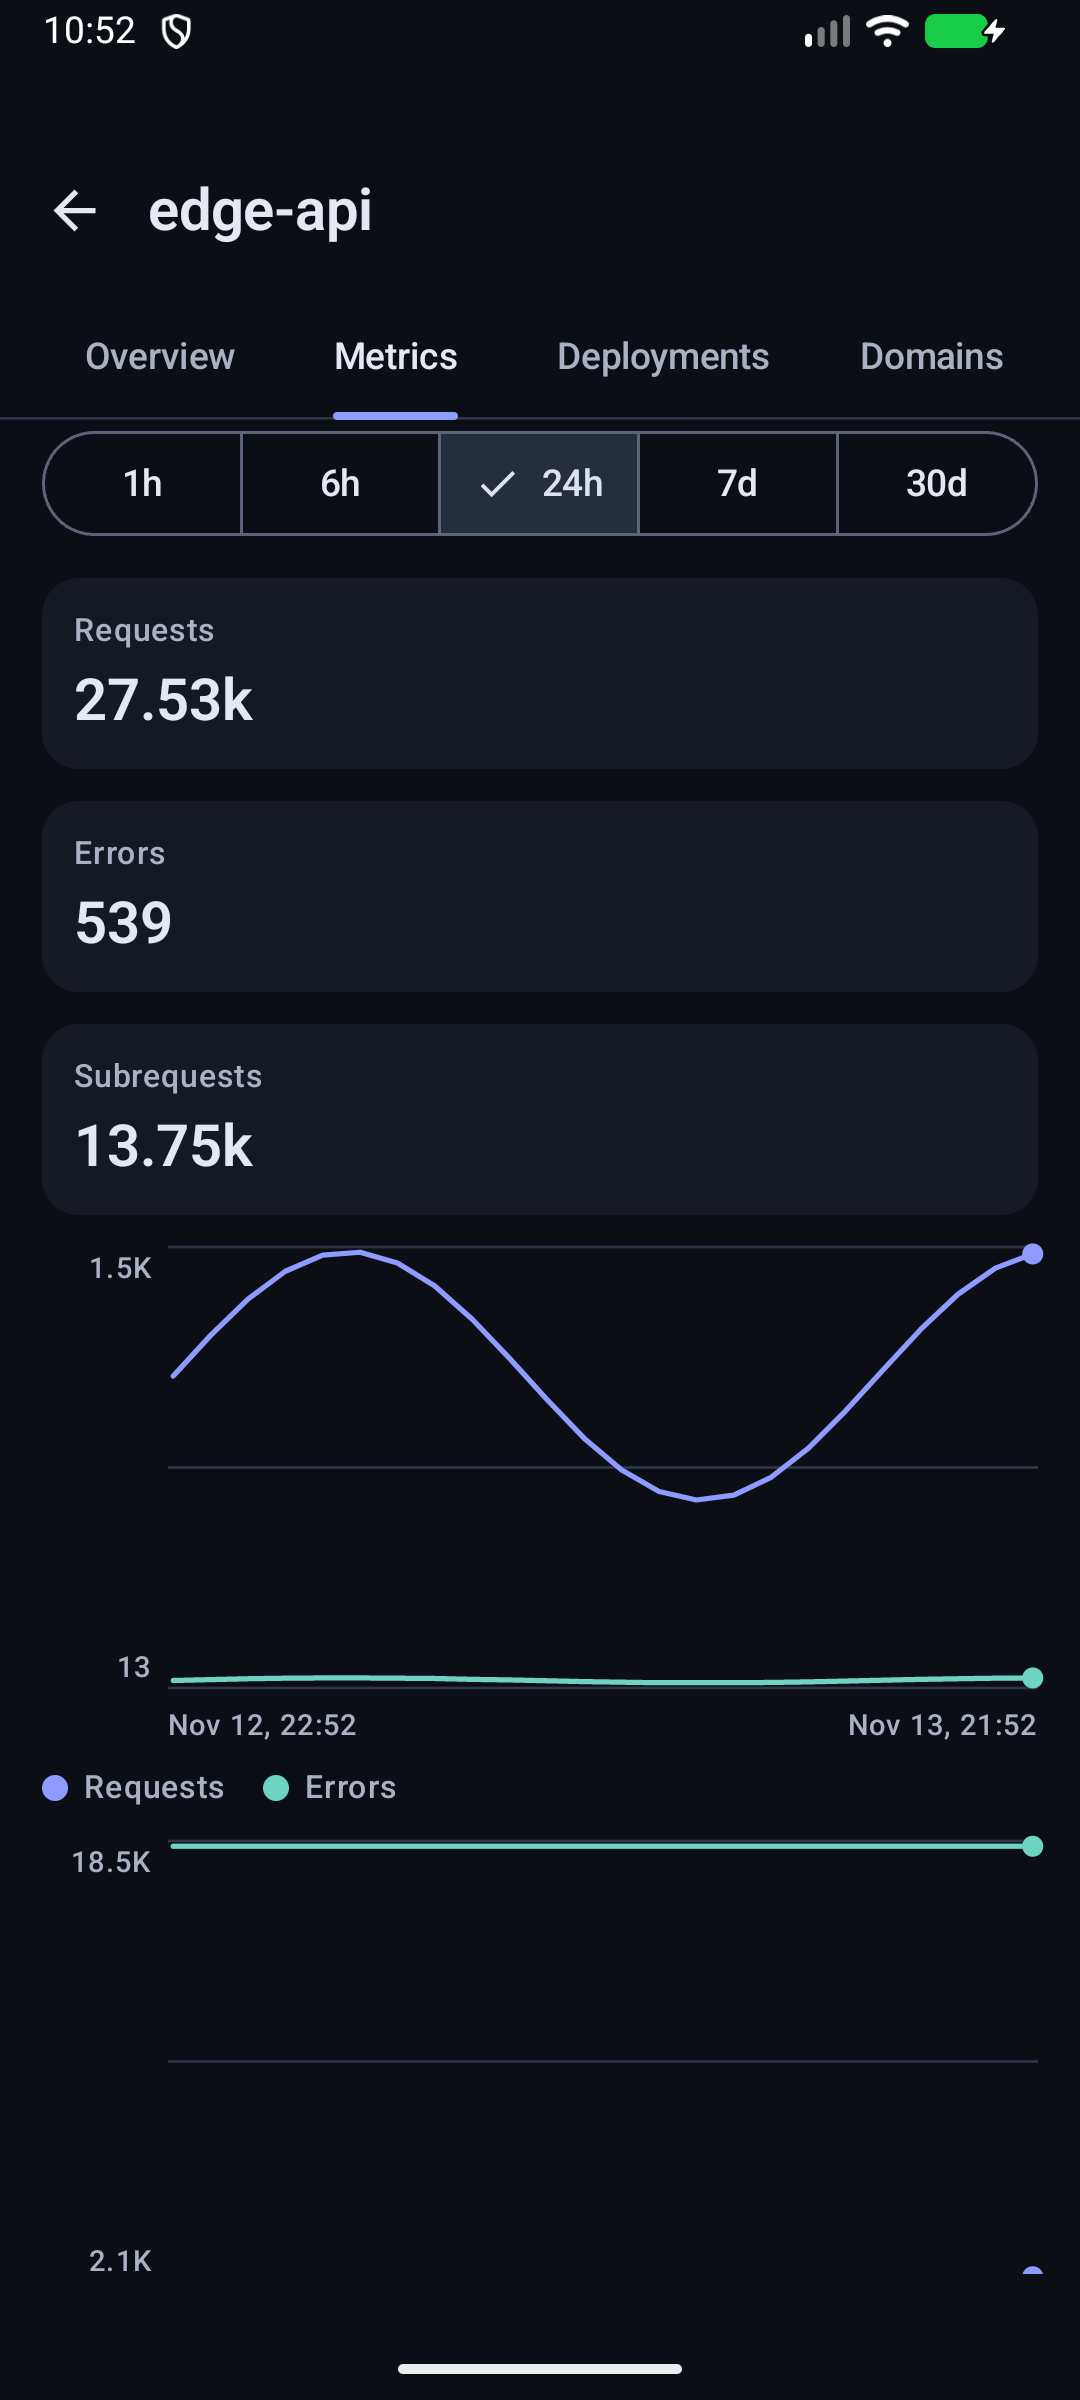 10:52
edge-api
Overview Metrics Deployments Domains
1h 6h 24h 7d 30d
Requests
27.53k
Errors
539
Subrequests
13.75k
1.5K
13
Nov 12, 22:52 Nov 13, 21:52
Requests Errors
18.5K
2.1K